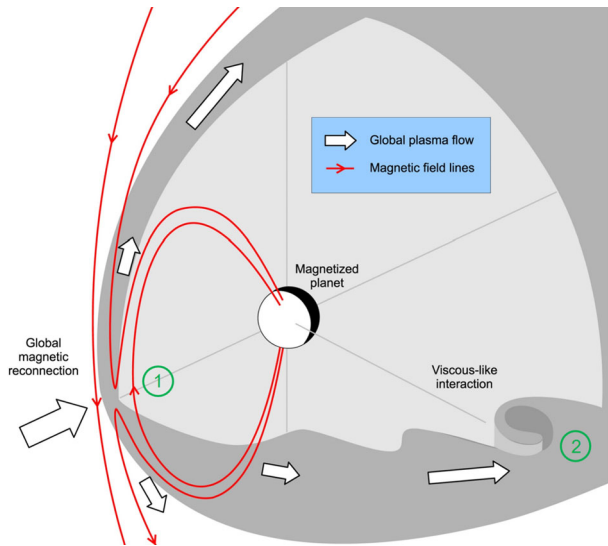 Global plasma flow
Magnetic field lines
Magnetized
planet
Global
magnetic
reconnection
1
Viscous-like
interaction
2